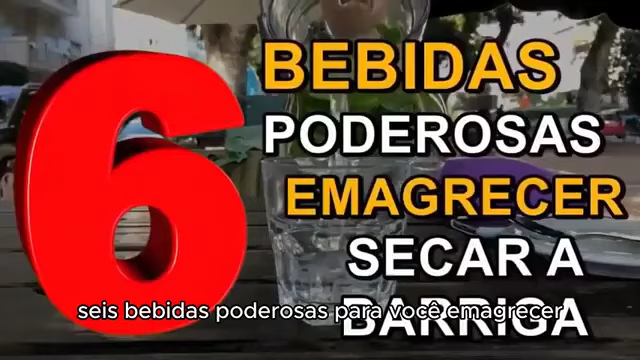 6
BEBIDAS
PODEROSAS
EMAGRECER
SECAR A
BARRIGA
seis bebidas poderosas para você emagrecer